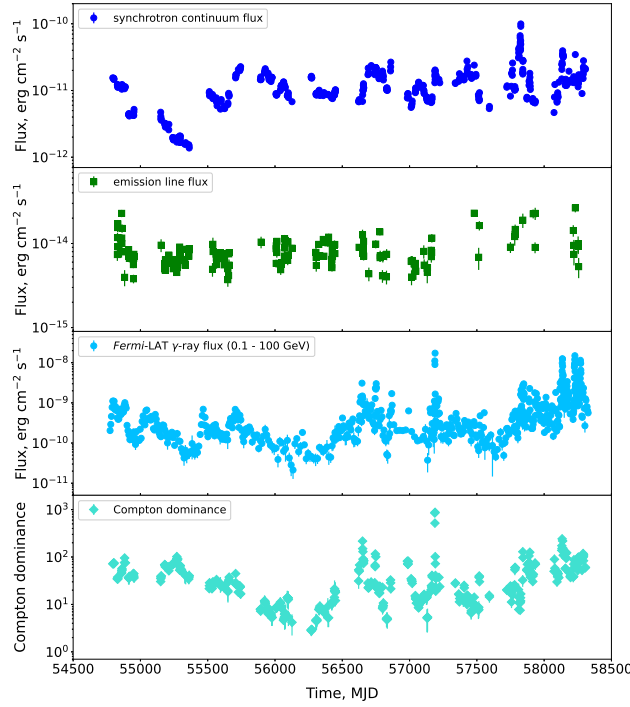 synchrotron continuum flux
Flux, erg cm⁻² s⁻¹
10⁻¹⁰
10⁻¹¹
10⁻¹²
emission line flux
Flux, erg cm⁻² s⁻¹
10⁻¹⁴
10⁻¹⁵
Fermi-LAT γ-ray flux (0.1 - 100 GeV)
Flux, erg cm⁻² s⁻¹
10⁻⁸
10⁻⁹
10⁻¹⁰
10⁻¹¹
Compton dominance
Compton dominance
10³
10²
10¹
10⁰
54500 55000 55500 56000 56500 57000 57500 58000 58500
Time, MJD